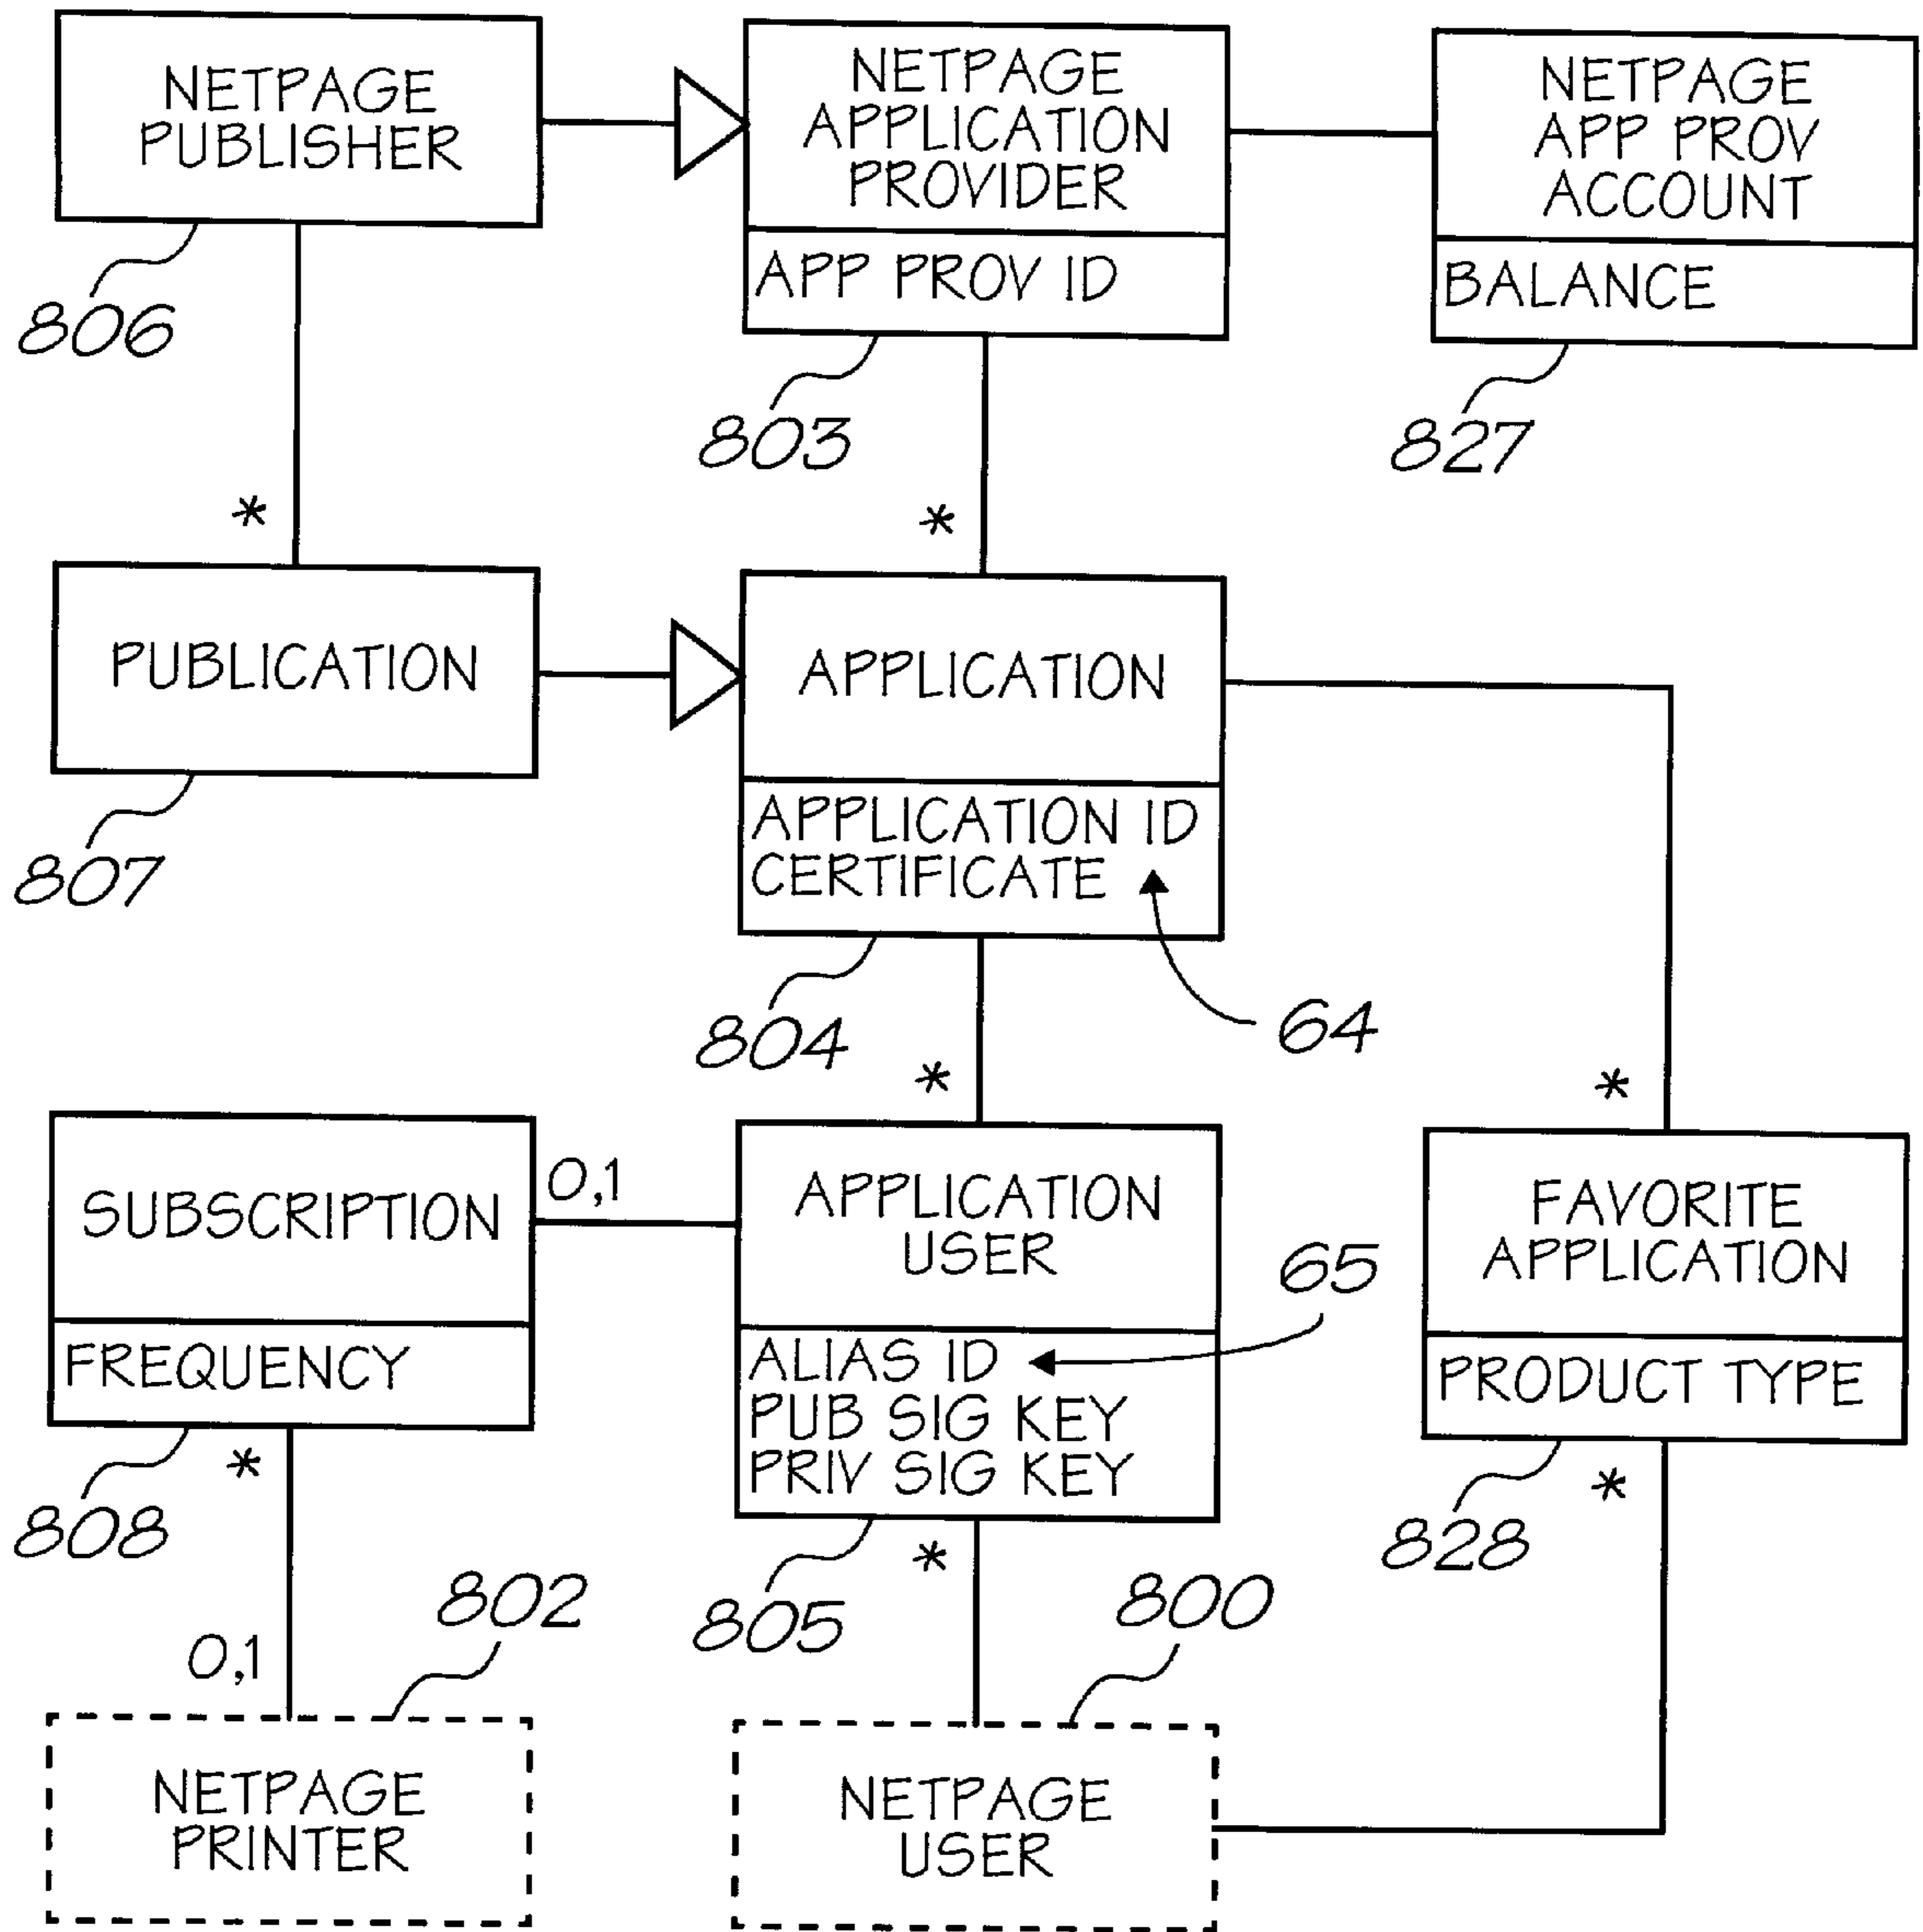 NETPAGE
PUBLISHER
NETPAGE
APPLICATION
PROVIDER
APP PROV ID
NETPAGE
APP PROV
ACCOUNT
BALANCE
806
803
827
*
*
PUBLICATION
APPLICATION
APPLICATION ID
CERTIFICATE
807
804
64
*
*
SUBSCRIPTION
FREQUENCY
0,1
APPLICATION
USER
ALIAS ID
PUB SIG KEY
PRIV SIG KEY
65
FAVORITE
APPLICATION
PRODUCT TYPE
808
*
805
*
828
*
0,1
802
800
NETPAGE
PRINTER
NETPAGE
USER